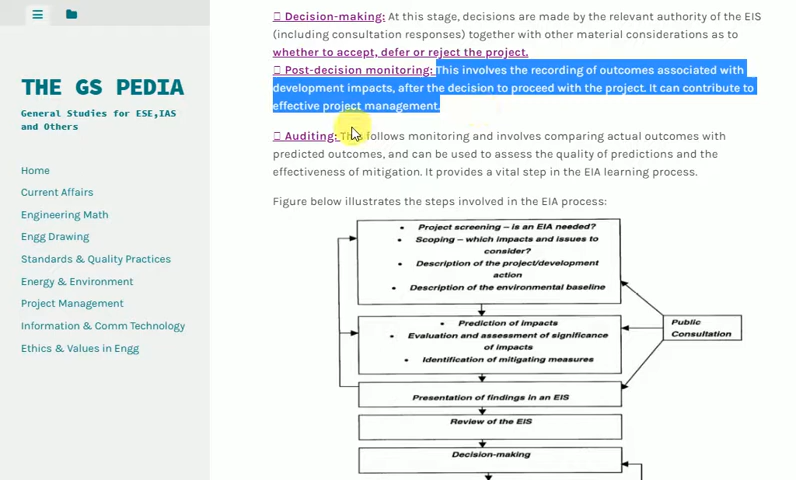 THE GS PEDIA
General Studies for ESE,IAS
and Others
Home
Current Affairs
Engineering Math
Engg Drawing
Standards & Quality Practices
Energy & Environment
Project Management
Information & Comm Technology
Ethics & Values in Engg
Decision-making: At this stage, decisions are made by the relevant authority of the EIS
(including consultation responses) together with other material considerations as to
whether to accept, defer or reject the project.
Post-decision monitoring: This involves the recording of outcomes associated with
development impacts, after the decision to proceed with the project. It can contribute to
effective project management.
Auditing: This follows monitoring and involves comparing actual outcomes with
predicted outcomes, and can be used to assess the quality of predictions and the
effectiveness of mitigation. It provides a vital step in the EIA learning process.
Figure below illustrates the steps involved in the EIA process:
• Project screening – is an EIA needed?
• Scoping – which impacts and issues to
consider?
• Description of the project/development
action
• Description of the environmental baseline
• Prediction of impacts
• Evaluation and assessment of significance
of impacts
• Identification of mitigating measures
Public
Consultation
Presentation of findings in an EIS
Review of the EIS
Decision-making